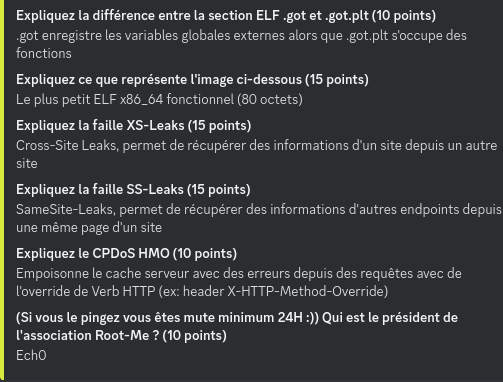 Expliquez la différence entre la section ELF .got et .got.plt (10 points)
.got enregistre les variables globales externes alors que .got.plt s'occupe des
fonctions
Expliquez ce que représente l'image ci-dessous (15 points)
Le plus petit ELF x86_64 fonctionnel (80 octets)
Expliquez la faille XS-Leaks (15 points)
Cross-Site Leaks, permet de récupérer des informations d'un site depuis un autre
site
Expliquez la faille SS-Leaks (15 points)
SameSite-Leaks, permet de récupérer des informations d'autres endpoints depuis
une même page d'un site
Expliquez le CPDoS HMO (10 points)
Empoisonne le cache serveur avec des erreurs depuis des requêtes avec de
l'override de Verb HTTP (ex: header X-HTTP-Method-Override)
(Si vous le pingez vous êtes mute minimum 24H :)) Qui est le président de
l'association Root-Me ? (10 points)
Ech0